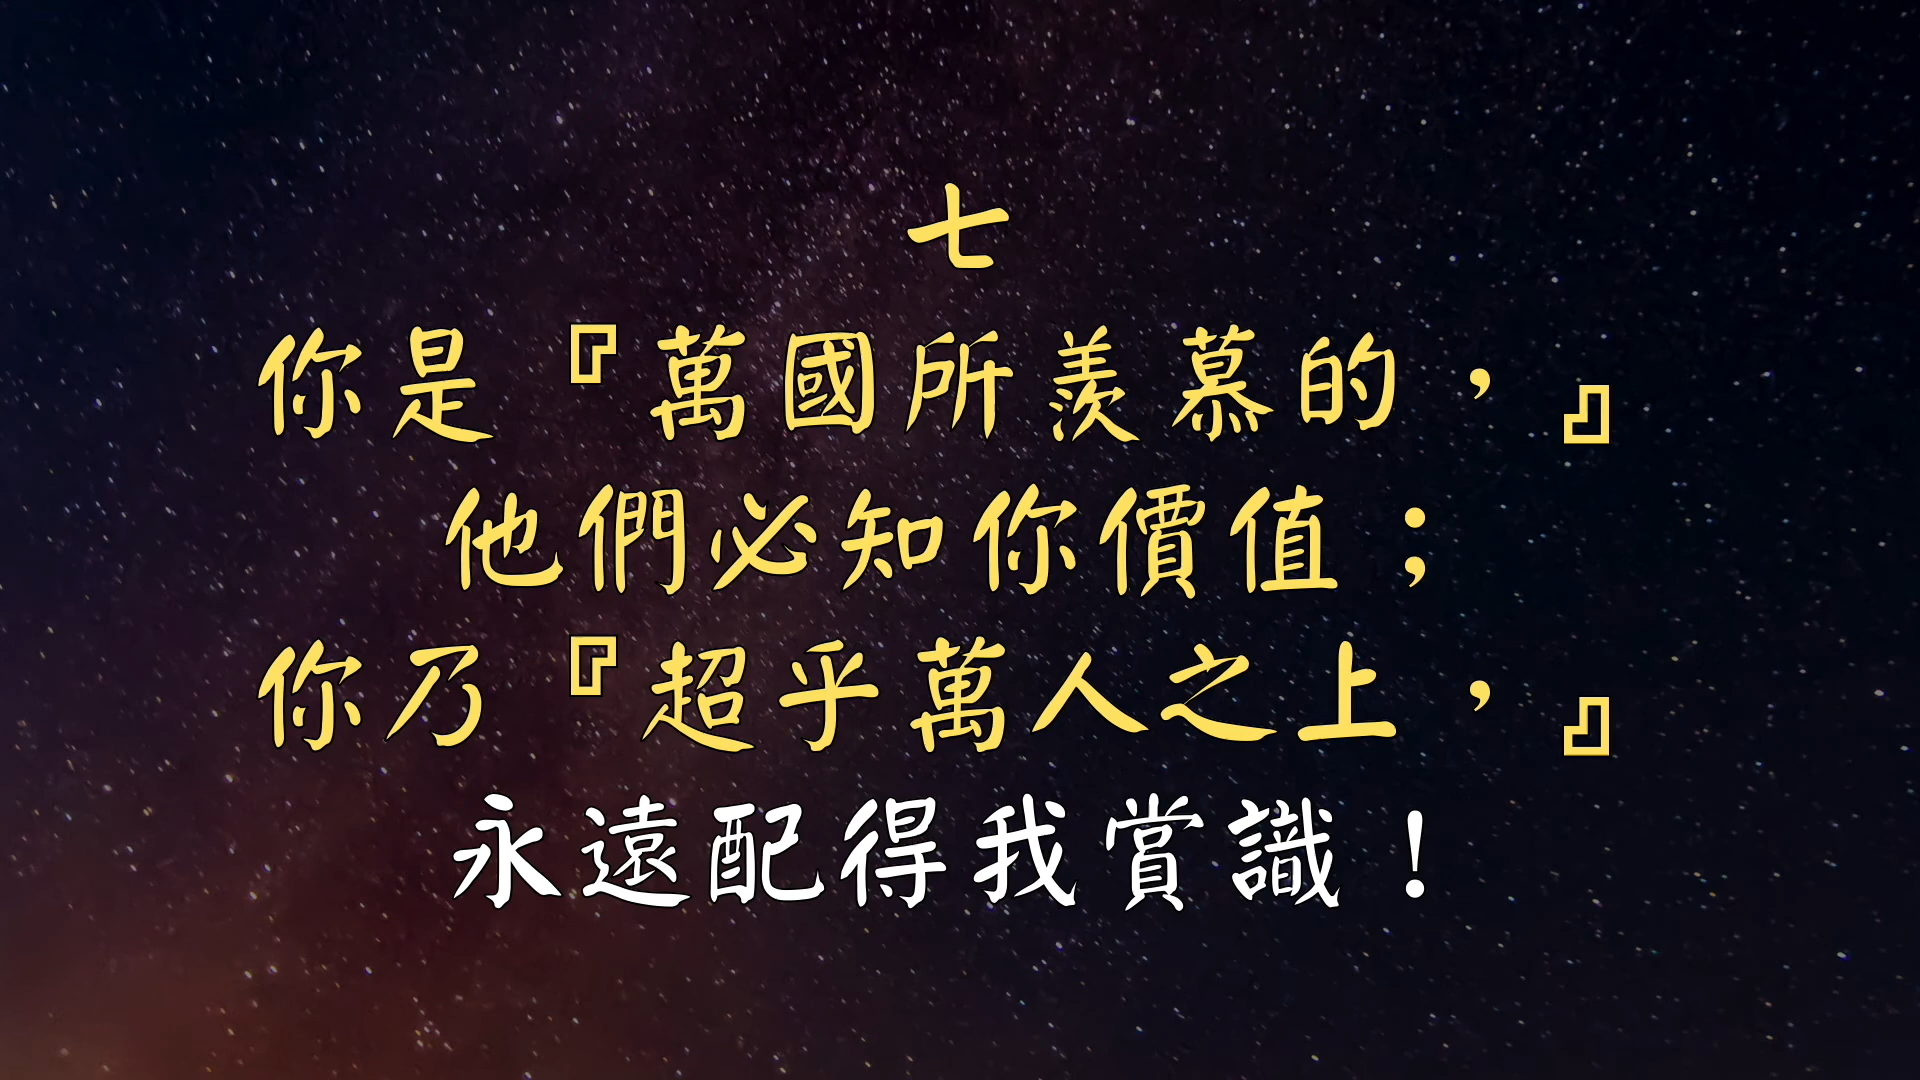 七
你是『萬國所羨慕的，』
他們必知你價值；
你乃『超乎萬人之上，』
永遠配得我賞識！